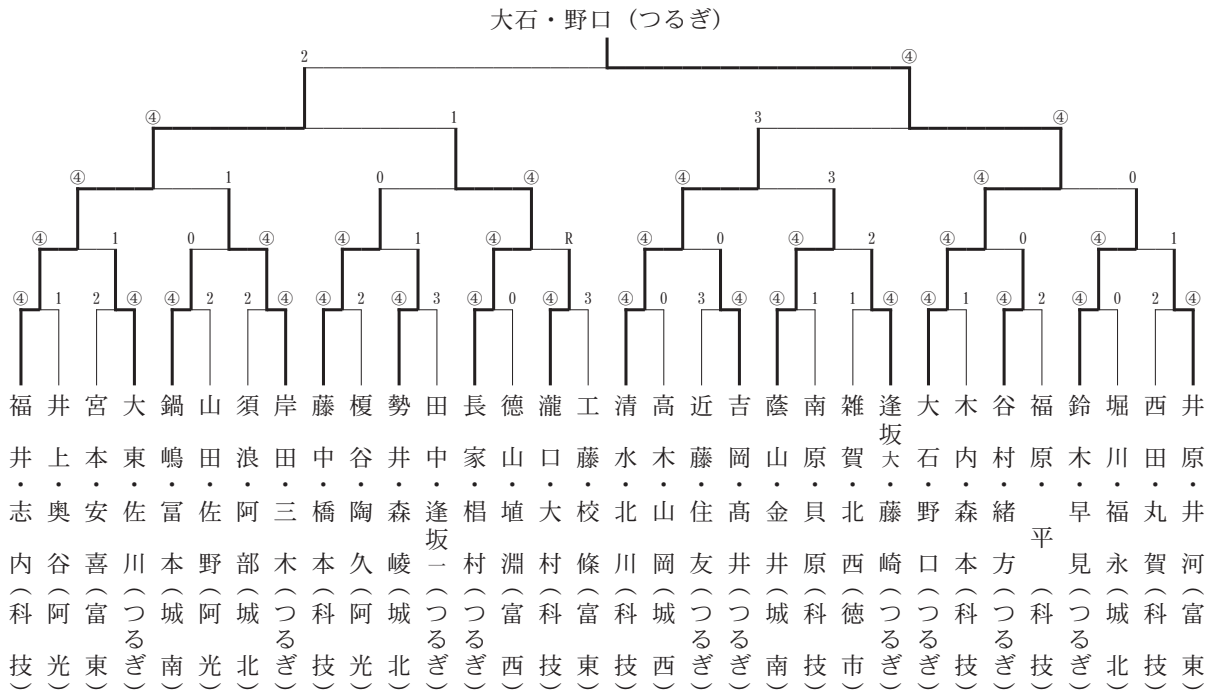 大石・野口（つるぎ）
2 ④
④ 1 3 ④
④ 1 0 ④ ④ 3 ④ 0
④ 1 0 ④ ④ 1 ④ R ④ 0 ④ 2 ④ 0 ④ 1
④ 1 2 ④ ④ 2 2 ④ ④ 2 ④ 3 ④ 0 ④ 3 ④ 0 3 ④ ④ 1 1 ④ ④ 1 ④ 2 ④ 0 2 ④
福井・志内（科技）
井上・奥谷（阿光）
宮本・安喜（富東）
大東・佐川（つるぎ）
鍋嶋・冨本（城南）
山田・佐野（阿光）
須浪・阿部（城北）
岸田・三木（つるぎ）
藤中・橋本（科技）
榎谷・陶久（阿光）
勢井・森崚（城北）
田中・逢坂一（つるぎ）
長家・椙村（つるぎ）
德山・埴淵（富西）
瀧口・大村（科技）
工藤・校條（富東）
清水・北川（科技）
高木・山岡（城西）
近藤・住友（つるぎ）
吉岡・髙井（つるぎ）
蔭山・金井（城南）
南原・貝原（科技）
雑賀・北西（徳市）
逢坂大・藤崎（つるぎ）
大石・野口（つるぎ）
木内・森本（科技）
谷村・緒方（つるぎ）
福原・平（科技）
鈴木・早見（つるぎ）
堀川・福永（城北）
西田・丸賀（科技）
井原・井河（富東）